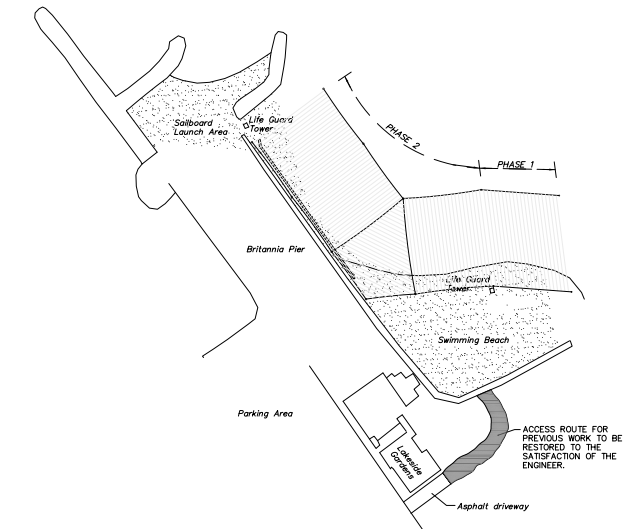 Sailboard
Launch Area
Life Guard
Tower
PHASE 2
PHASE 1
Britannia Pier
Life Guard
Tower
Swimming Beach
Parking Area
Lakeside
Gardens
ACCESS ROUTE FOR
PREVIOUS WORK TO BE
RESTORED TO THE
SATISFACTION OF THE
ENGINEER.
Asphalt driveway